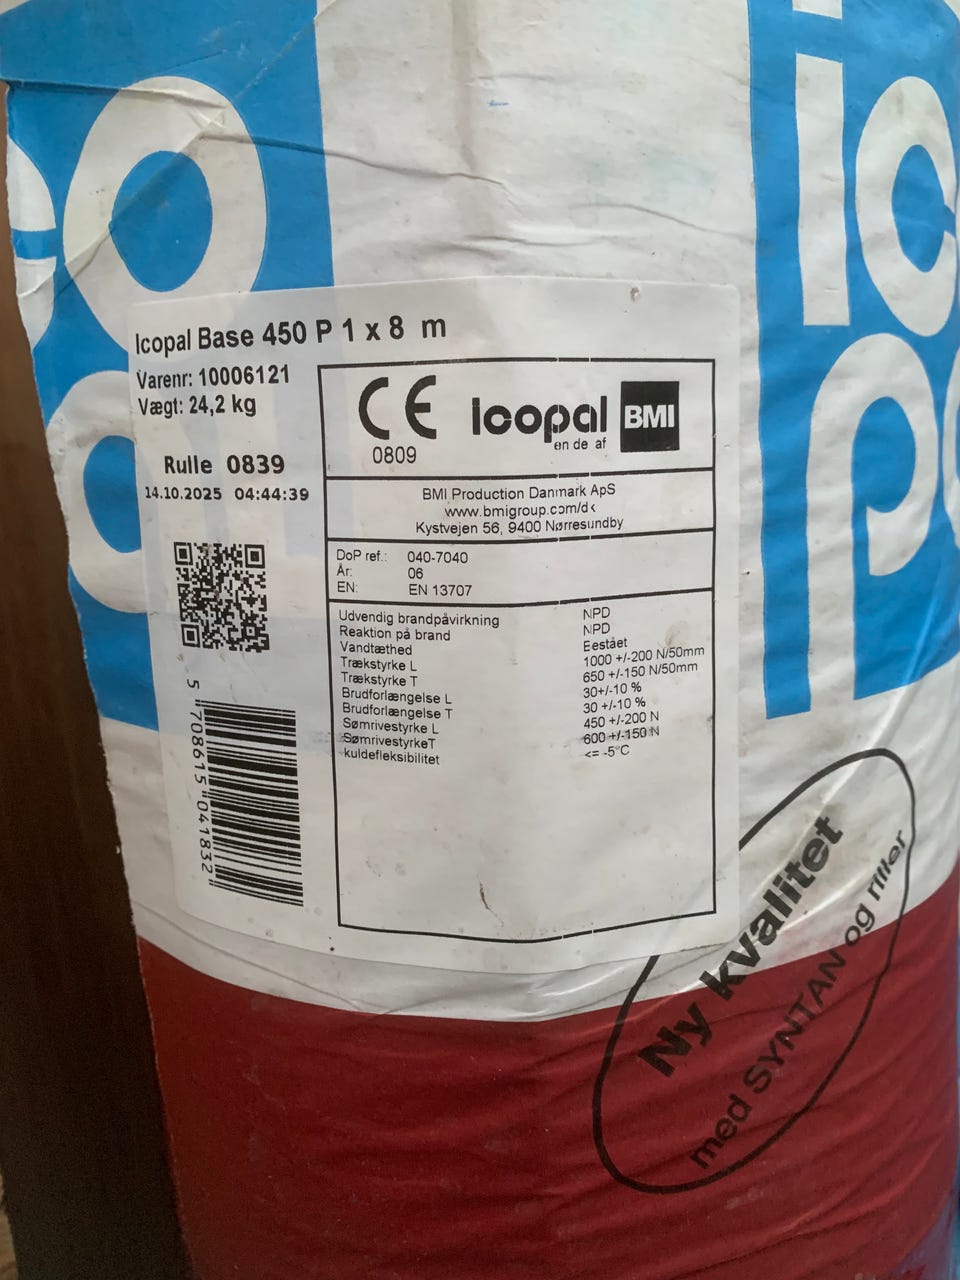 ico
Icopal Base 450 P 1 x 8 m
Varenr: 10006121
Vægt: 24,2 kg
Rulle 0839
14.10.2025 04:44:39
5 708615 041832
CE
0809
Icopal
en de af
BMI
BMI Production Danmark ApS
www.bmigroup.com/dk
Kystvejen 56, 9400 Nørresundby
DoP ref.: 040-7040
År: 06
EN: EN 13707
Udvendig brandpåvirkning NPD
Reaktion på brand NPD
Vandtæthed Eestået
Trækstyrke L 1000 +/-200 N/50mm
Trækstyrke T 650 +/-150 N/50mm
Brudforlængelse L 30+/-10 %
Brudforlængelse T 30 +/-10 %
Sømrivestyrke L 450 +/-200 N
SømrivestyrkeT 600 +/-150 N
kuldefleksibilitet <= -5°C
Ny kvalitet
med SYNTAN og riller